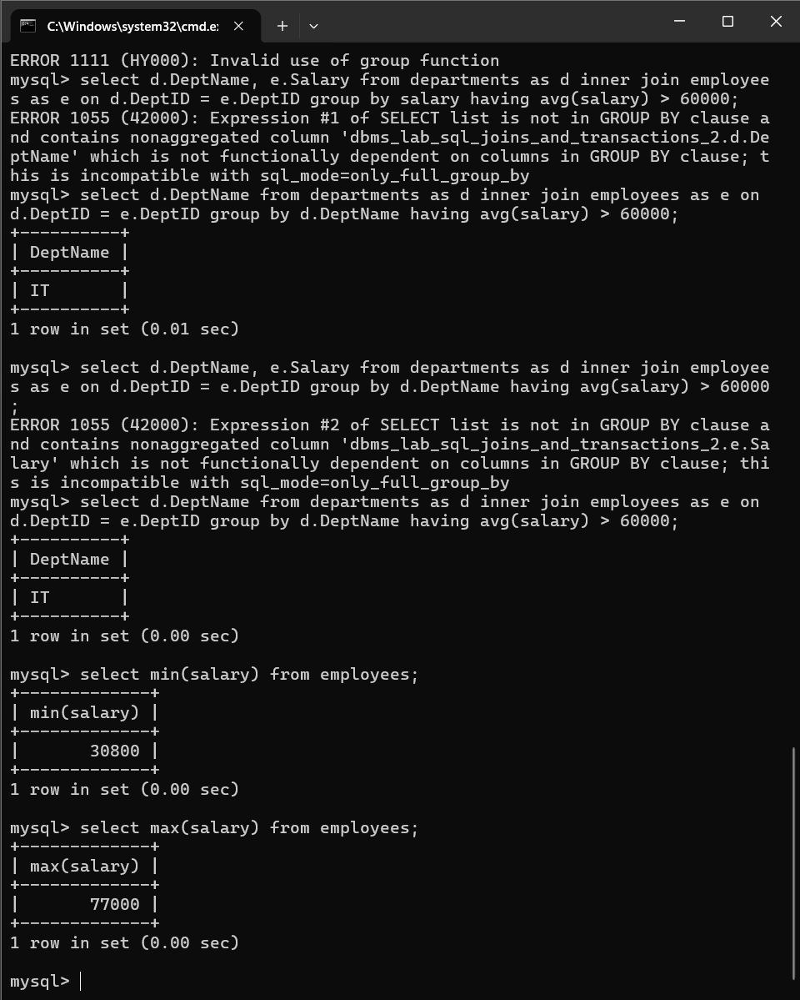 C:\Windows\system32\cmd.e
ERROR 1111 (HY000): Invalid use of group function
mysql> select d.DeptName, e.Salary from departments as d inner join employee
s as e on d.DeptID = e.DeptID group by salary having avg(salary) > 60000;
ERROR 1055 (42000): Expression #1 of SELECT list is not in GROUP BY clause a
nd contains nonaggregated column 'dbms_lab_sql_joins_and_transactions_2.d.De
ptName' which is not functionally dependent on columns in GROUP BY clause; t
his is incompatible with sql_mode=only_full_group_by
mysql> select d.DeptName from departments as d inner join employees as e on
d.DeptID = e.DeptID group by d.DeptName having avg(salary) > 60000;
+----------+
| DeptName |
+----------+
| IT       |
+----------+
1 row in set (0.01 sec)

mysql> select d.DeptName, e.Salary from departments as d inner join employee
s as e on d.DeptID = e.DeptID group by d.DeptName having avg(salary) > 60000
;
ERROR 1055 (42000): Expression #2 of SELECT list is not in GROUP BY clause a
nd contains nonaggregated column 'dbms_lab_sql_joins_and_transactions_2.e.Sa
lary' which is not functionally dependent on columns in GROUP BY clause; thi
s is incompatible with sql_mode=only_full_group_by
mysql> select d.DeptName from departments as d inner join employees as e on
d.DeptID = e.DeptID group by d.DeptName having avg(salary) > 60000;
+----------+
| DeptName |
+----------+
| IT       |
+----------+
1 row in set (0.00 sec)

mysql> select min(salary) from employees;
+-------------+
| min(salary) |
+-------------+
|       30800 |
+-------------+
1 row in set (0.00 sec)

mysql> select max(salary) from employees;
+-------------+
| max(salary) |
+-------------+
|       77000 |
+-------------+
1 row in set (0.00 sec)

mysql>